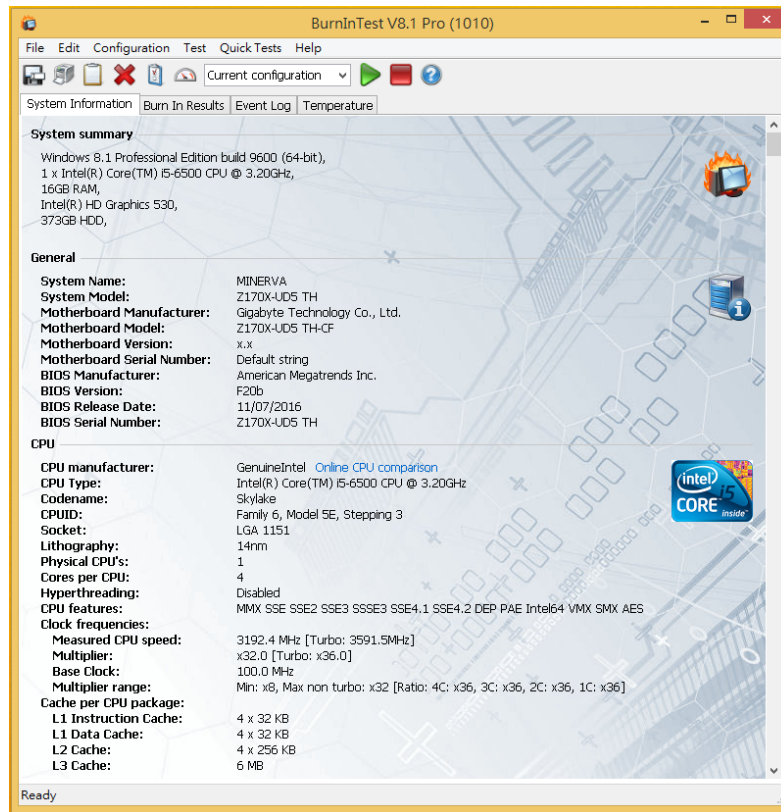 BurnInTest V8.1 Pro (1010)
File Edit Configuration Test Quick Tests Help
Current configuration
System Information Burn In Results Event Log Temperature
System summary
Windows 8.1 Professional Edition build 9600 (64-bit),
1 x Intel(R) Core(TM) i5-6500 CPU @ 3.20GHz,
16GB RAM,
Intel(R) HD Graphics 530,
373GB HDD,
General
System Name: MINERVA
System Model: Z170X-UD5 TH
Motherboard Manufacturer: Gigabyte Technology Co., Ltd.
Motherboard Model: Z170X-UD5 TH-CF
Motherboard Version: x.x
Motherboard Serial Number: Default string
BIOS Manufacturer: American Megatrends Inc.
BIOS Version: F20b
BIOS Release Date: 11/07/2016
BIOS Serial Number: Z170X-UD5 TH
CPU
CPU manufacturer: GenuineIntel Online CPU comparison
CPU Type: Intel(R) Core(TM) i5-6500 CPU @ 3.20GHz
Codename: Skylake
CPUID: Family 6, Model 5E, Stepping 3
Socket: LGA 1151
Lithography: 14nm
Physical CPU's: 1
Cores per CPU: 4
Hyperthreading: Disabled
CPU features: MMX SSE SSE2 SSE3 SSSE3 SSE4.1 SSE4.2 DEP PAE Intel64 VMX SMX AES
Clock frequencies:
Measured CPU speed: 3192.4 MHz [Turbo: 3591.5MHz]
Multiplier: x32.0 [Turbo: x36.0]
Base Clock: 100.0 MHz
Multiplier range: Min: x8, Max non turbo: x32 [Ratio: 4C: x36, 3C: x36, 2C: x36, 1C: x36]
Cache per CPU package:
L1 Instruction Cache: 4 x 32 KB
L1 Data Cache: 4 x 32 KB
L2 Cache: 4 x 256 KB
L3 Cache: 6 MB
intel
CORE i5
inside
Ready